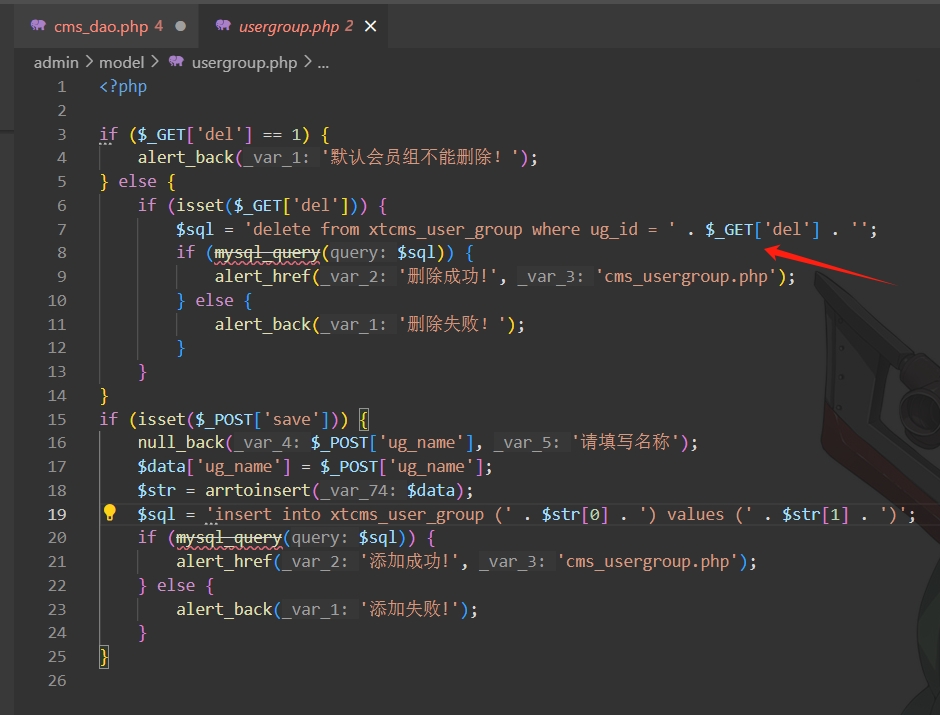 cms_dao.php 4 ● usergroup.php 2 ×
admin > model > usergroup.php > ...
1 <?php
2
3 if ($_GET['del'] == 1) {
4 alert_back(_var_1: '默认会员组不能删除！');
5 } else {
6 if (isset($_GET['del'])) {
7 $sql = 'delete from xtcms_user_group where ug_id = ' . $_GET['del'] . '';
8 if (mysql_query(query: $sql)) {
9 alert_href(_var_2: '删除成功!', _var_3: 'cms_usergroup.php');
10 } else {
11 alert_back(_var_1: '删除失败！');
12 }
13 }
14 }
15 if (isset($_POST['save'])) {
16 null_back(_var_4: $_POST['ug_name'], _var_5: '请填写名称');
17 $data['ug_name'] = $_POST['ug_name'];
18 $str = arrtoinsert(_var_74: $data);
19 $sql = 'insert into xtcms_user_group (' . $str[0] . ') values (' . $str[1] . ')';
20 if (mysql_query(query: $sql)) {
21 alert_href(_var_2: '添加成功!', _var_3: 'cms_usergroup.php');
22 } else {
23 alert_back(_var_1: '添加失败!');
24 }
25 }
26